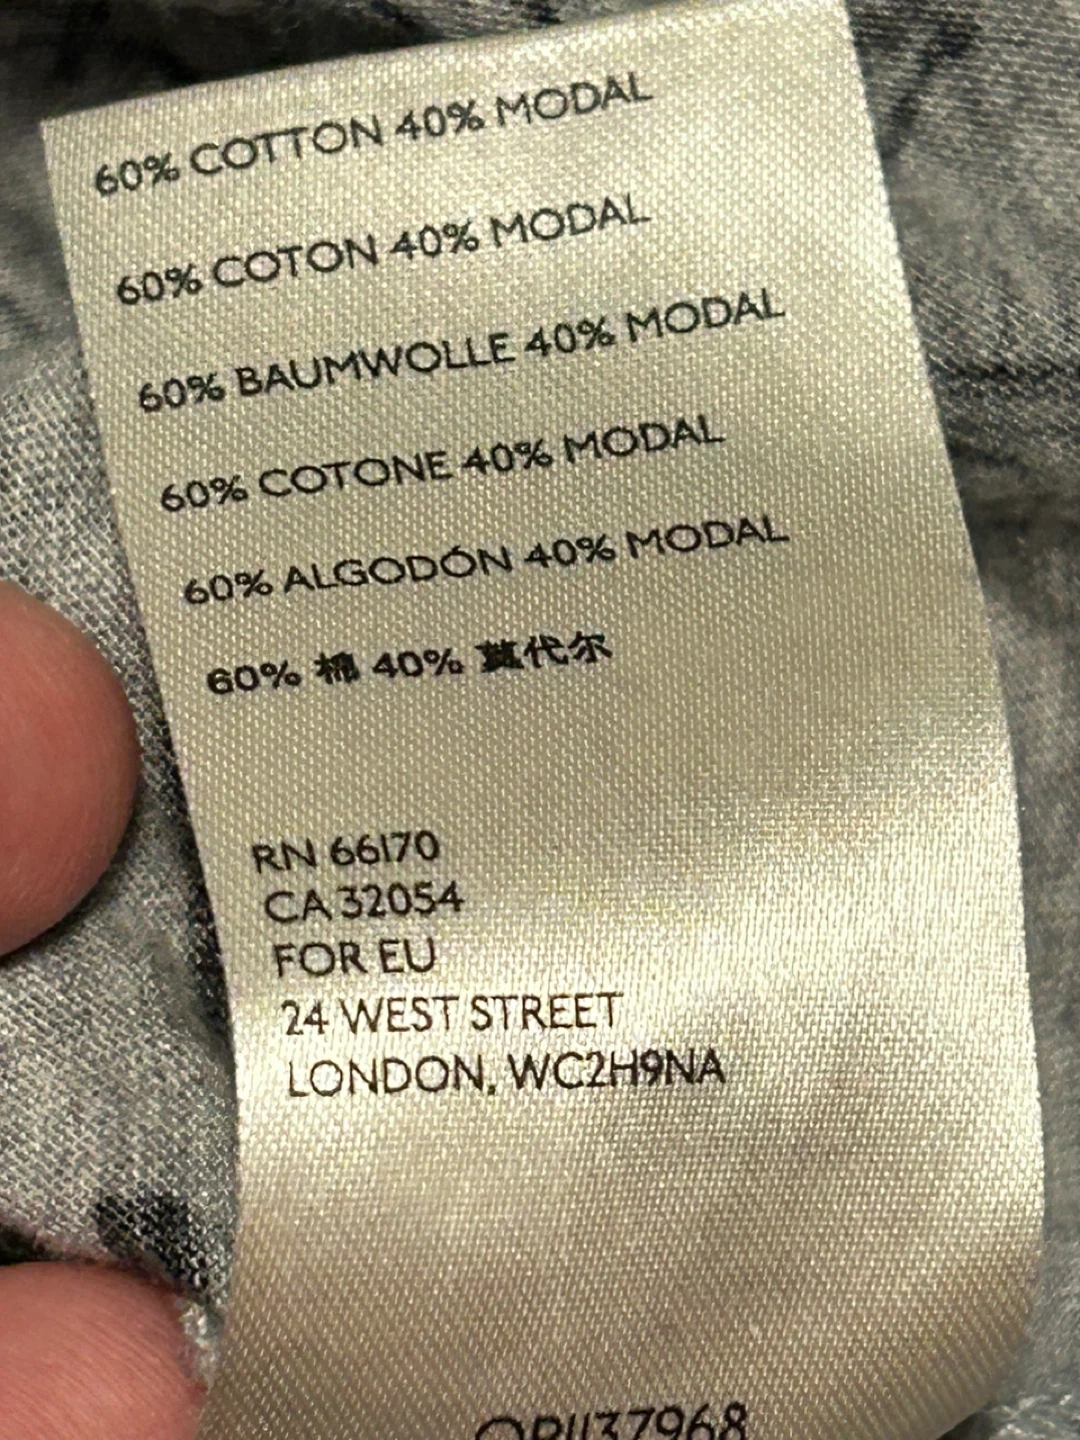 60% COTTON 40% MODAL
60% COTON 40% MODAL
60% BAUMWOLLE 40% MODAL
60% COTONE 40% MODAL
60% ALGODÓN 40% MODAL
60% 棉 40% 莫代尔
RN 66170
CA 32054
FOR EU
24 WEST STREET
LONDON, WC2H9NA